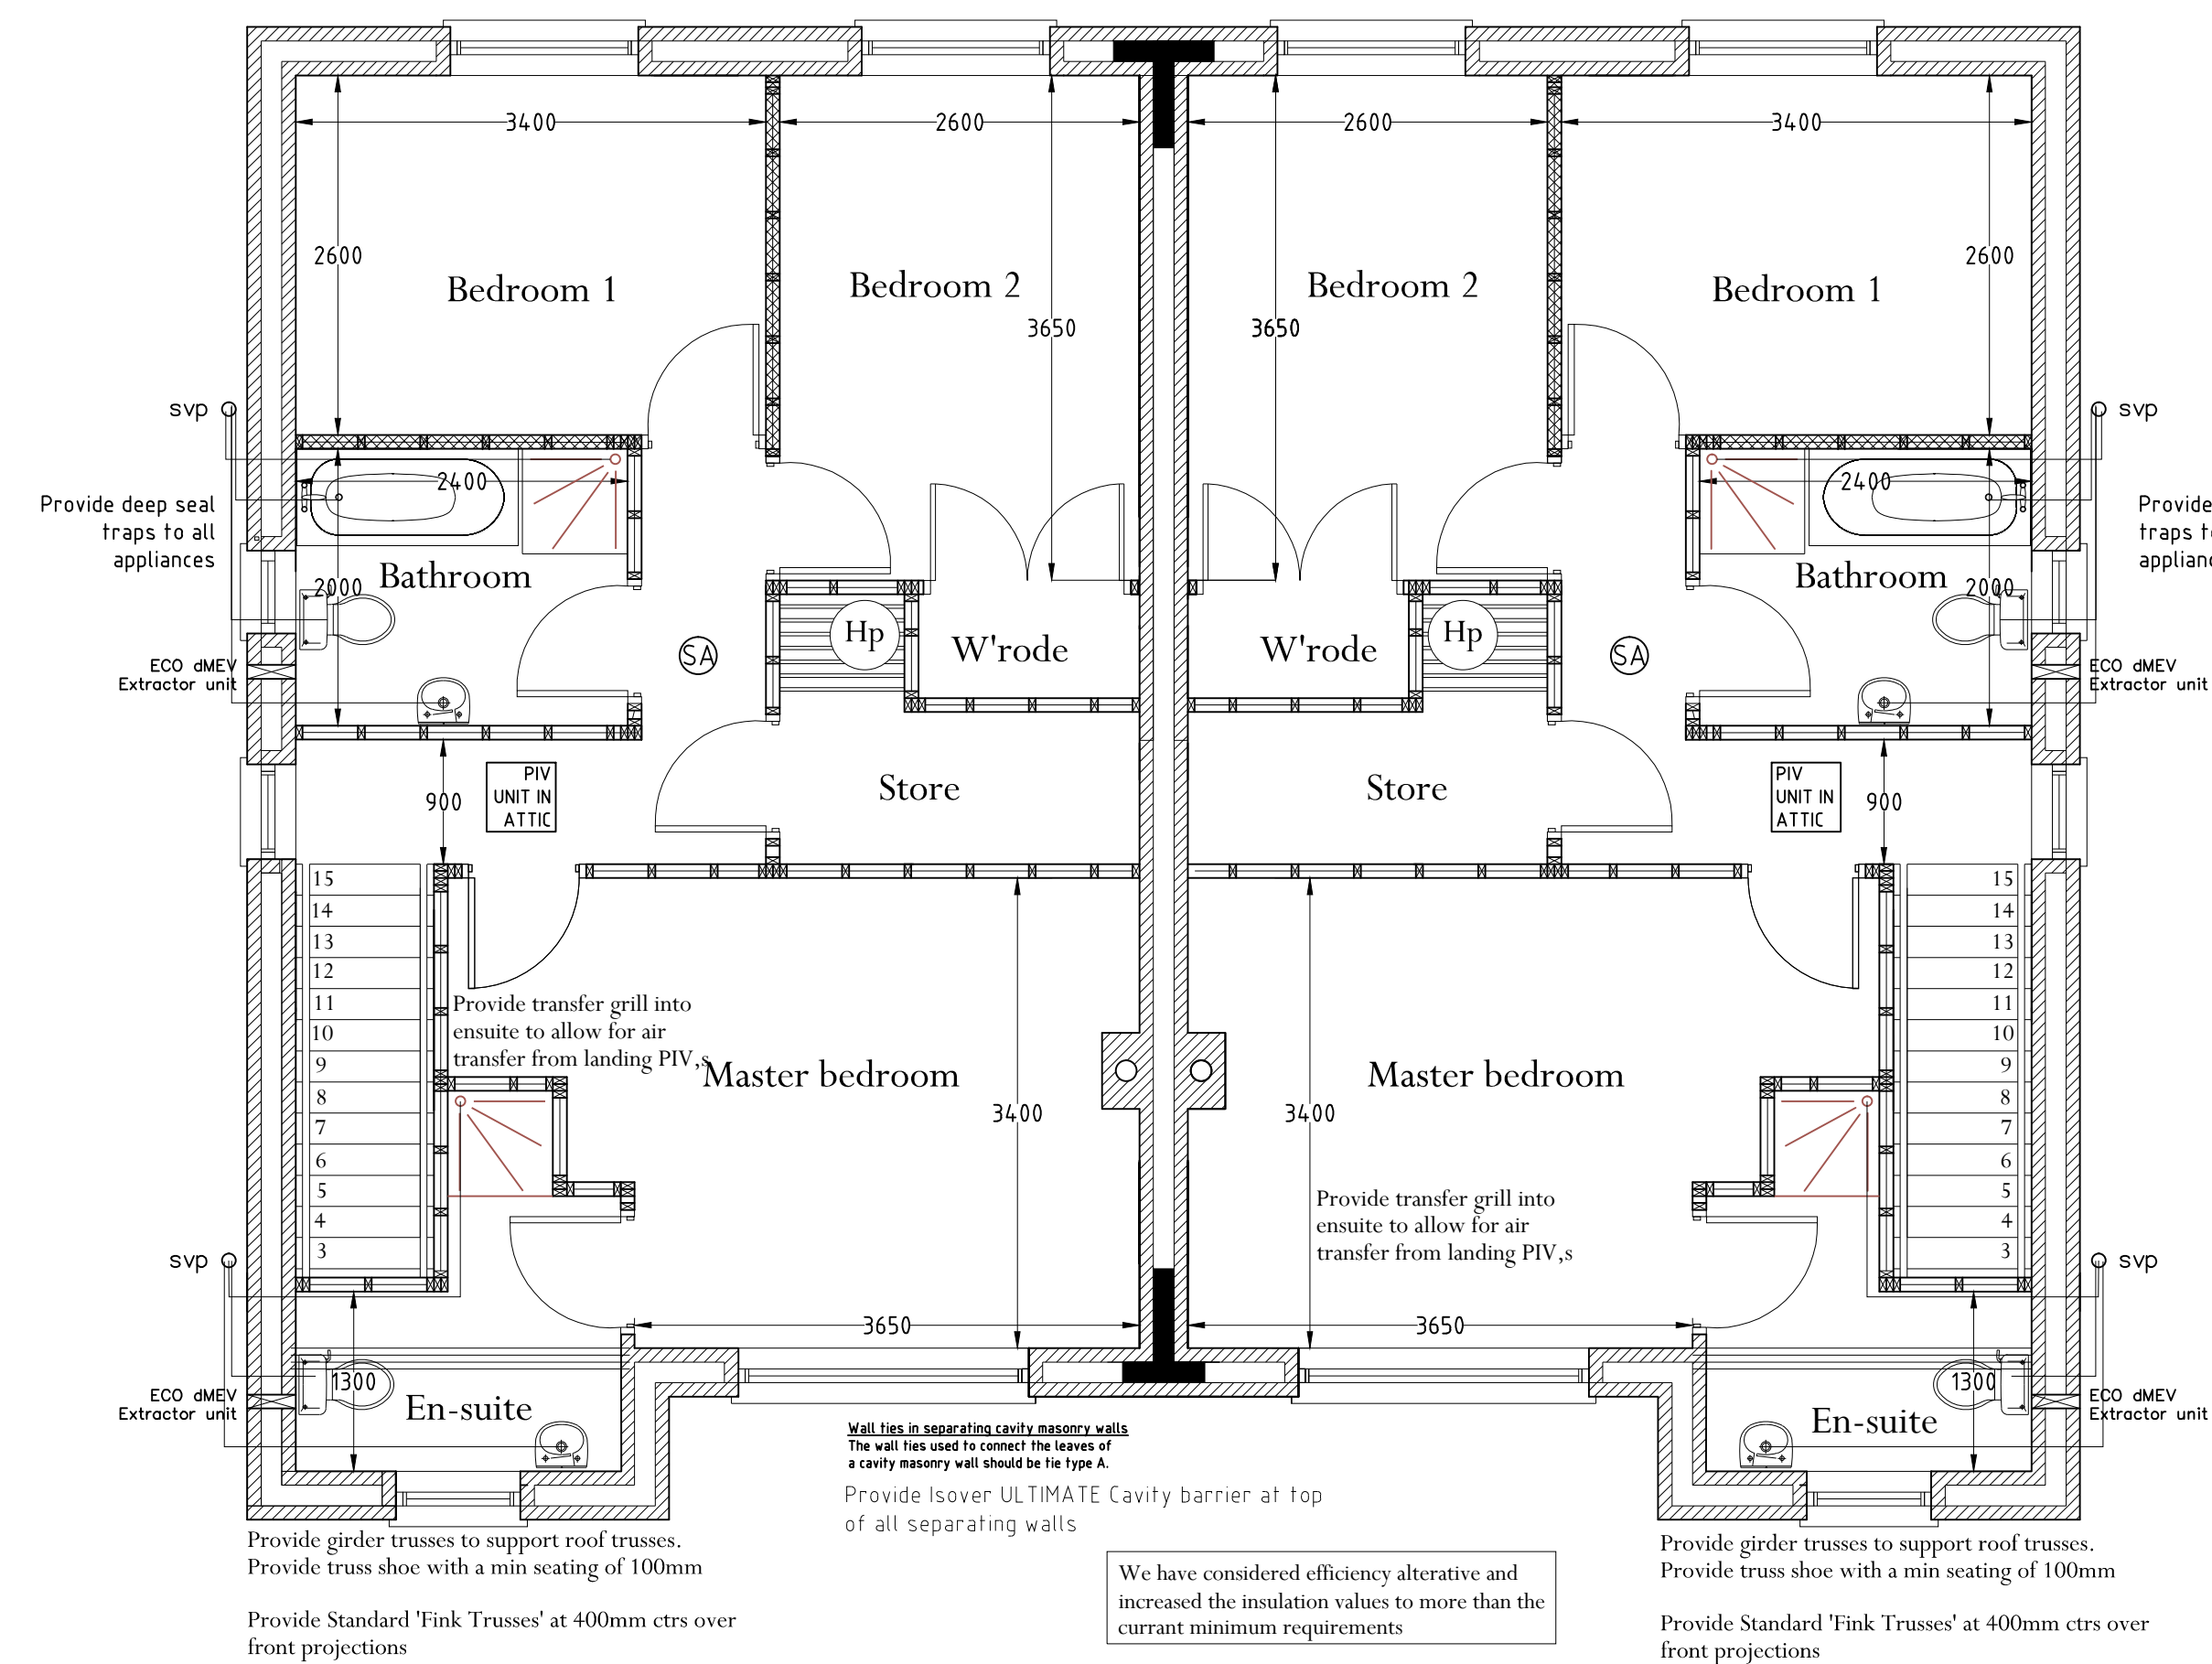 3400
2600
2600
3400
2600
2600
Bedroom 1
Bedroom 2
Bedroom 2
Bedroom 1
3650
3650
svp
svp
2400
2400
Provide deep seal
traps to all
appliances
Provide
traps t
applian
Bathroom
2000
Bathroom
2000
Hp
Hp
W'rode
W'rode
SA
SA
ECO dMEV
Extractor unit
ECO dMEV
Extractor unit
PIV
UNIT IN
ATTIC
PIV
UNIT IN
ATTIC
900
900
Store
Store
15
14
13
12
11
10
9
8
7
6
5
4
3
15
14
13
12
11
10
9
8
7
6
5
4
3
Provide transfer grill into
ensuite to allow for air
transfer from landing PIV,s
Master bedroom
Master bedroom
3400
3400
Provide transfer grill into
ensuite to allow for air
transfer from landing PIV,s
svp
svp
3650
3650
1300
1300
ECO dMEV
Extractor unit
ECO dMEV
Extractor unit
En-suite
En-suite
Wall ties in separating cavity masonry walls
The wall ties used to connect the leaves of
a cavity masonry wall should be tie type A.
Provide Isover ULTIMATE Cavity barrier at top
of all separating walls
Provide girder trusses to support roof trusses.
Provide truss shoe with a min seating of 100mm
Provide Standard 'Fink Trusses' at 400mm ctrs over
front projections
We have considered efficiency alterative and
increased the insulation values to more than the
currant minimum requirements
Provide girder trusses to support roof trusses.
Provide truss shoe with a min seating of 100mm
Provide Standard 'Fink Trusses' at 400mm ctrs over
front projections